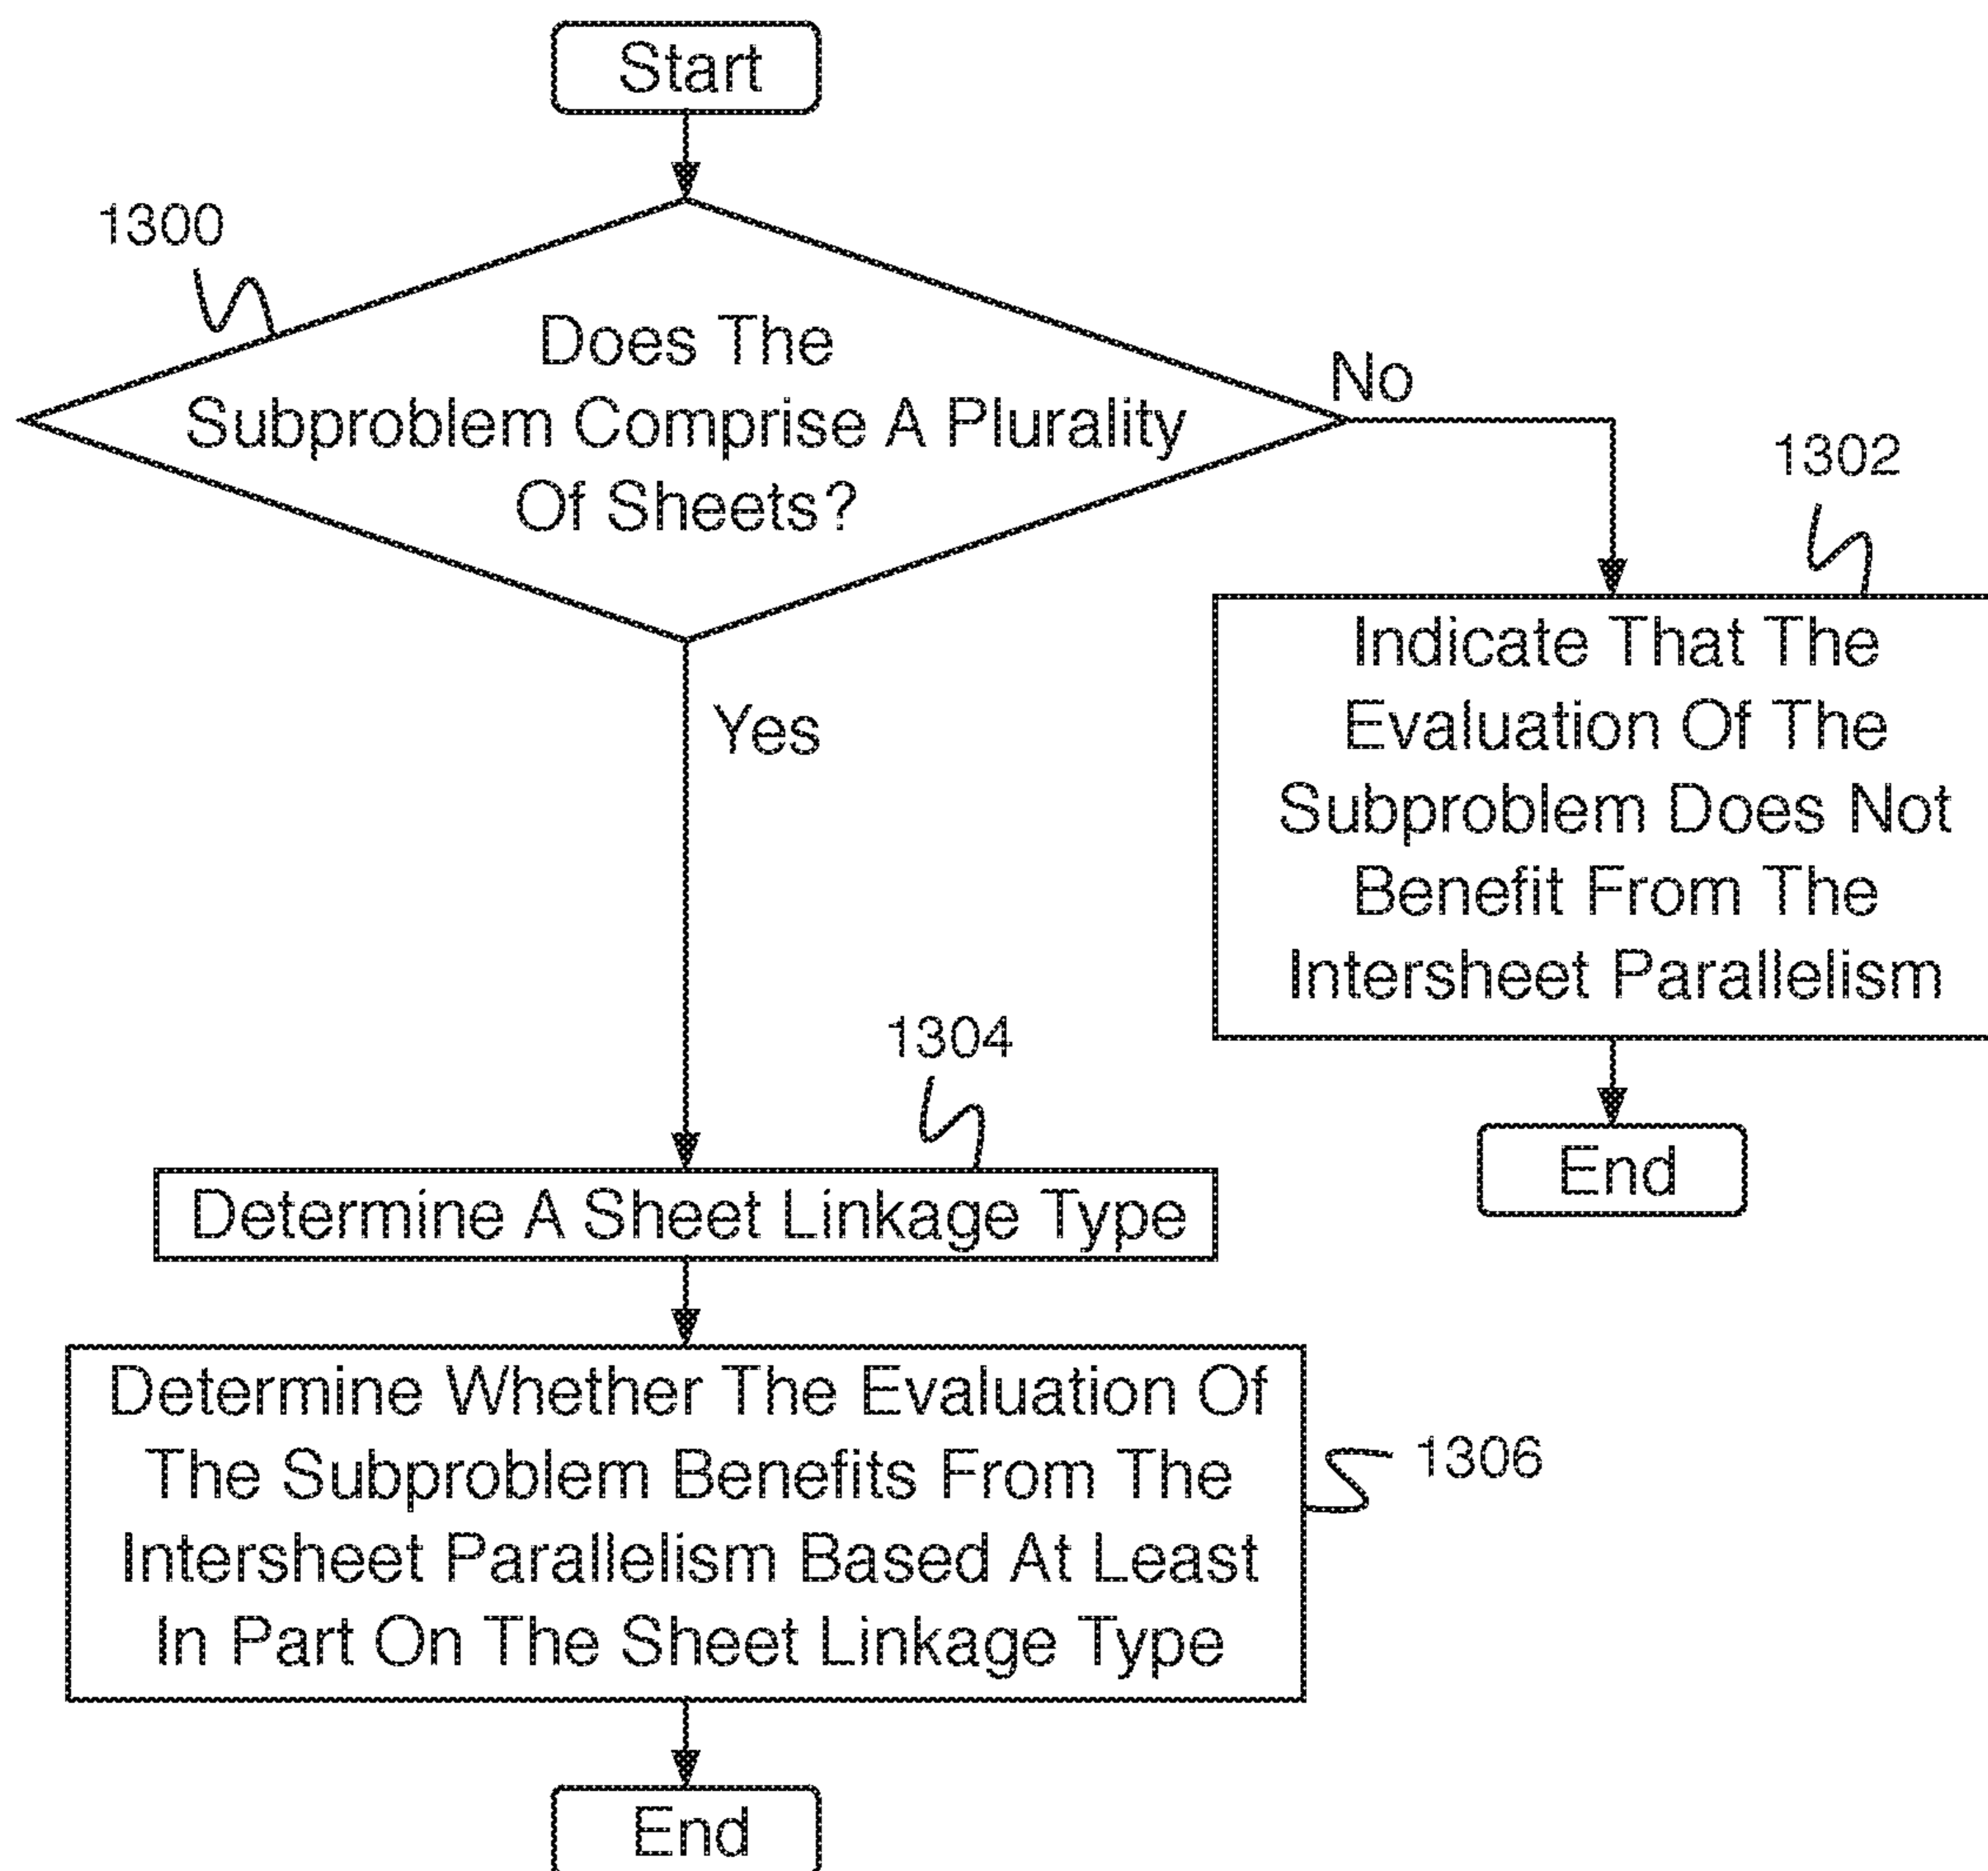 Start
1300
Does The
Subproblem Comprise A Plurality
Of Sheets?
No
1302
Indicate That The
Evaluation Of The
Subproblem Does Not
Benefit From The
Intersheet Parallelism
End
Yes
1304
Determine A Sheet Linkage Type
Determine Whether The Evaluation Of
The Subproblem Benefits From The
Intersheet Parallelism Based At Least
In Part On The Sheet Linkage Type
1306
End